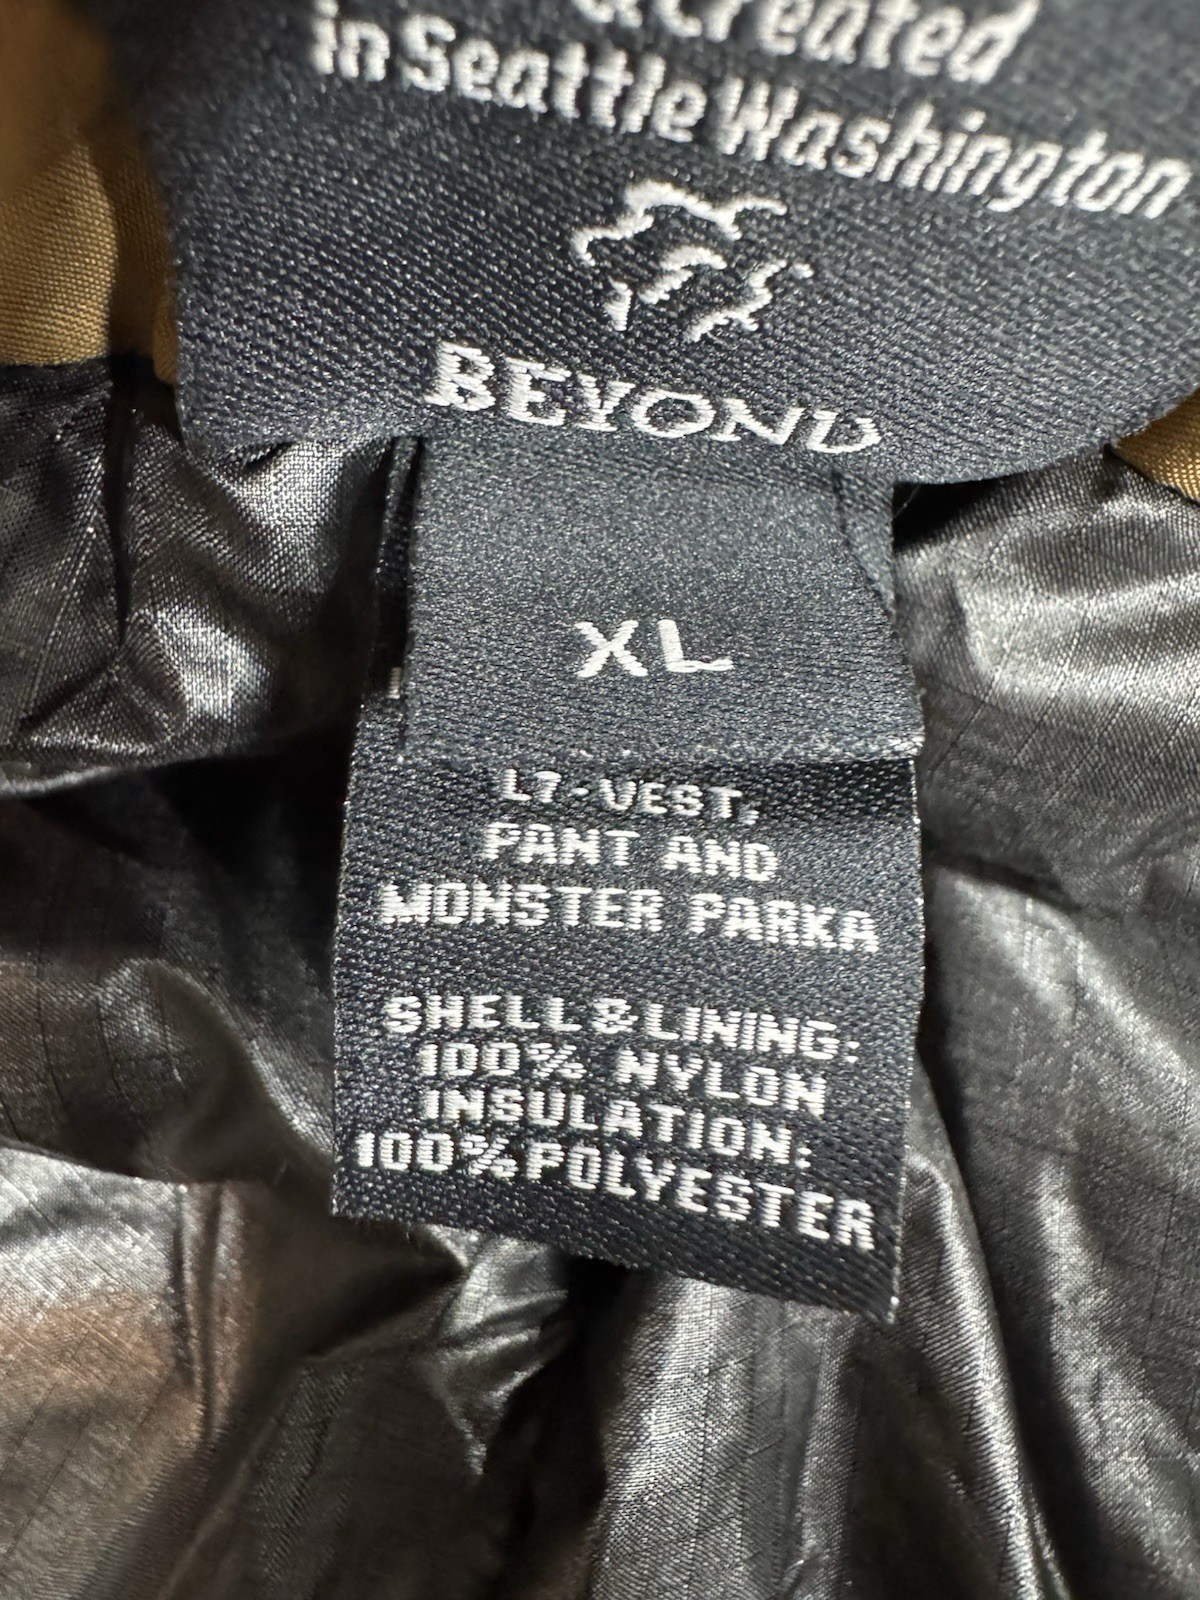 & Created
in Seattle Washington
BEYOND
XL
L7-VEST,
PANT AND
MONSTER PARKA
SHELL & LINING:
100% NYLON
INSULATION:
100% POLYESTER